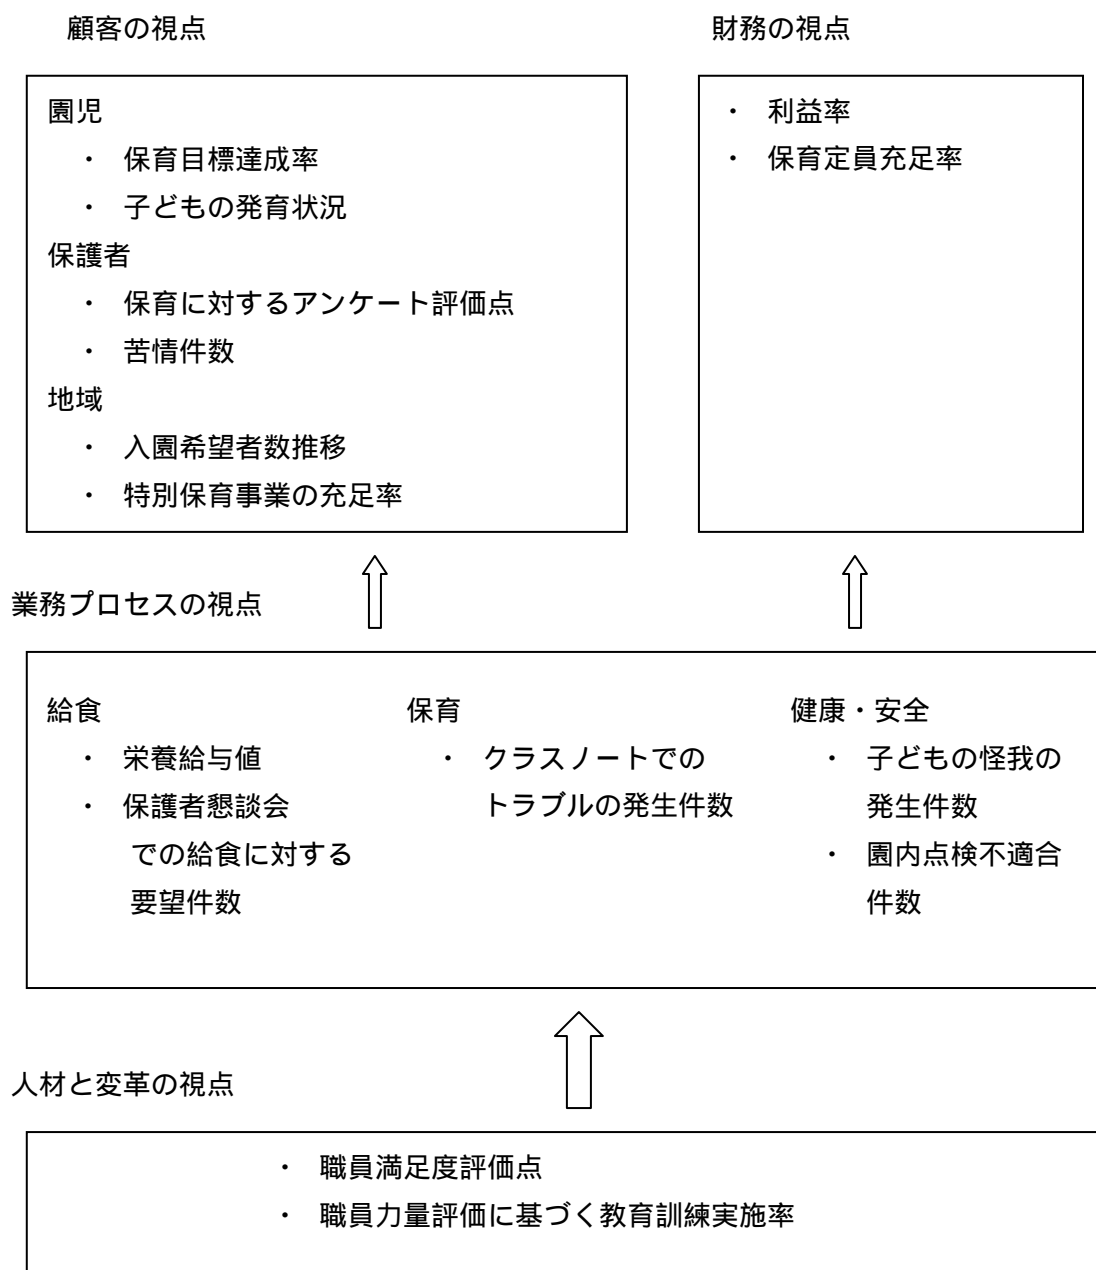 顧客の視点
園児
・ 保育目標達成率
・ 子どもの発育状況
保護者
・ 保育に対するアンケート評価点
・ 苦情件数
地域
・ 入園希望者数推移
・ 特別保育事業の充足率
財務の視点
・ 利益率
・ 保育定員充足率
業務プロセスの視点
給食
・ 栄養給与値
・ 保護者懇談会
での給食に対する
要望件数
保育
・ クラスノートでの
トラブルの発生件数
健康・安全
・ 子どもの怪我の
発生件数
・ 園内点検不適合
件数
人材と変革の視点
・ 職員満足度評価点
・ 職員力量評価に基づく教育訓練実施率